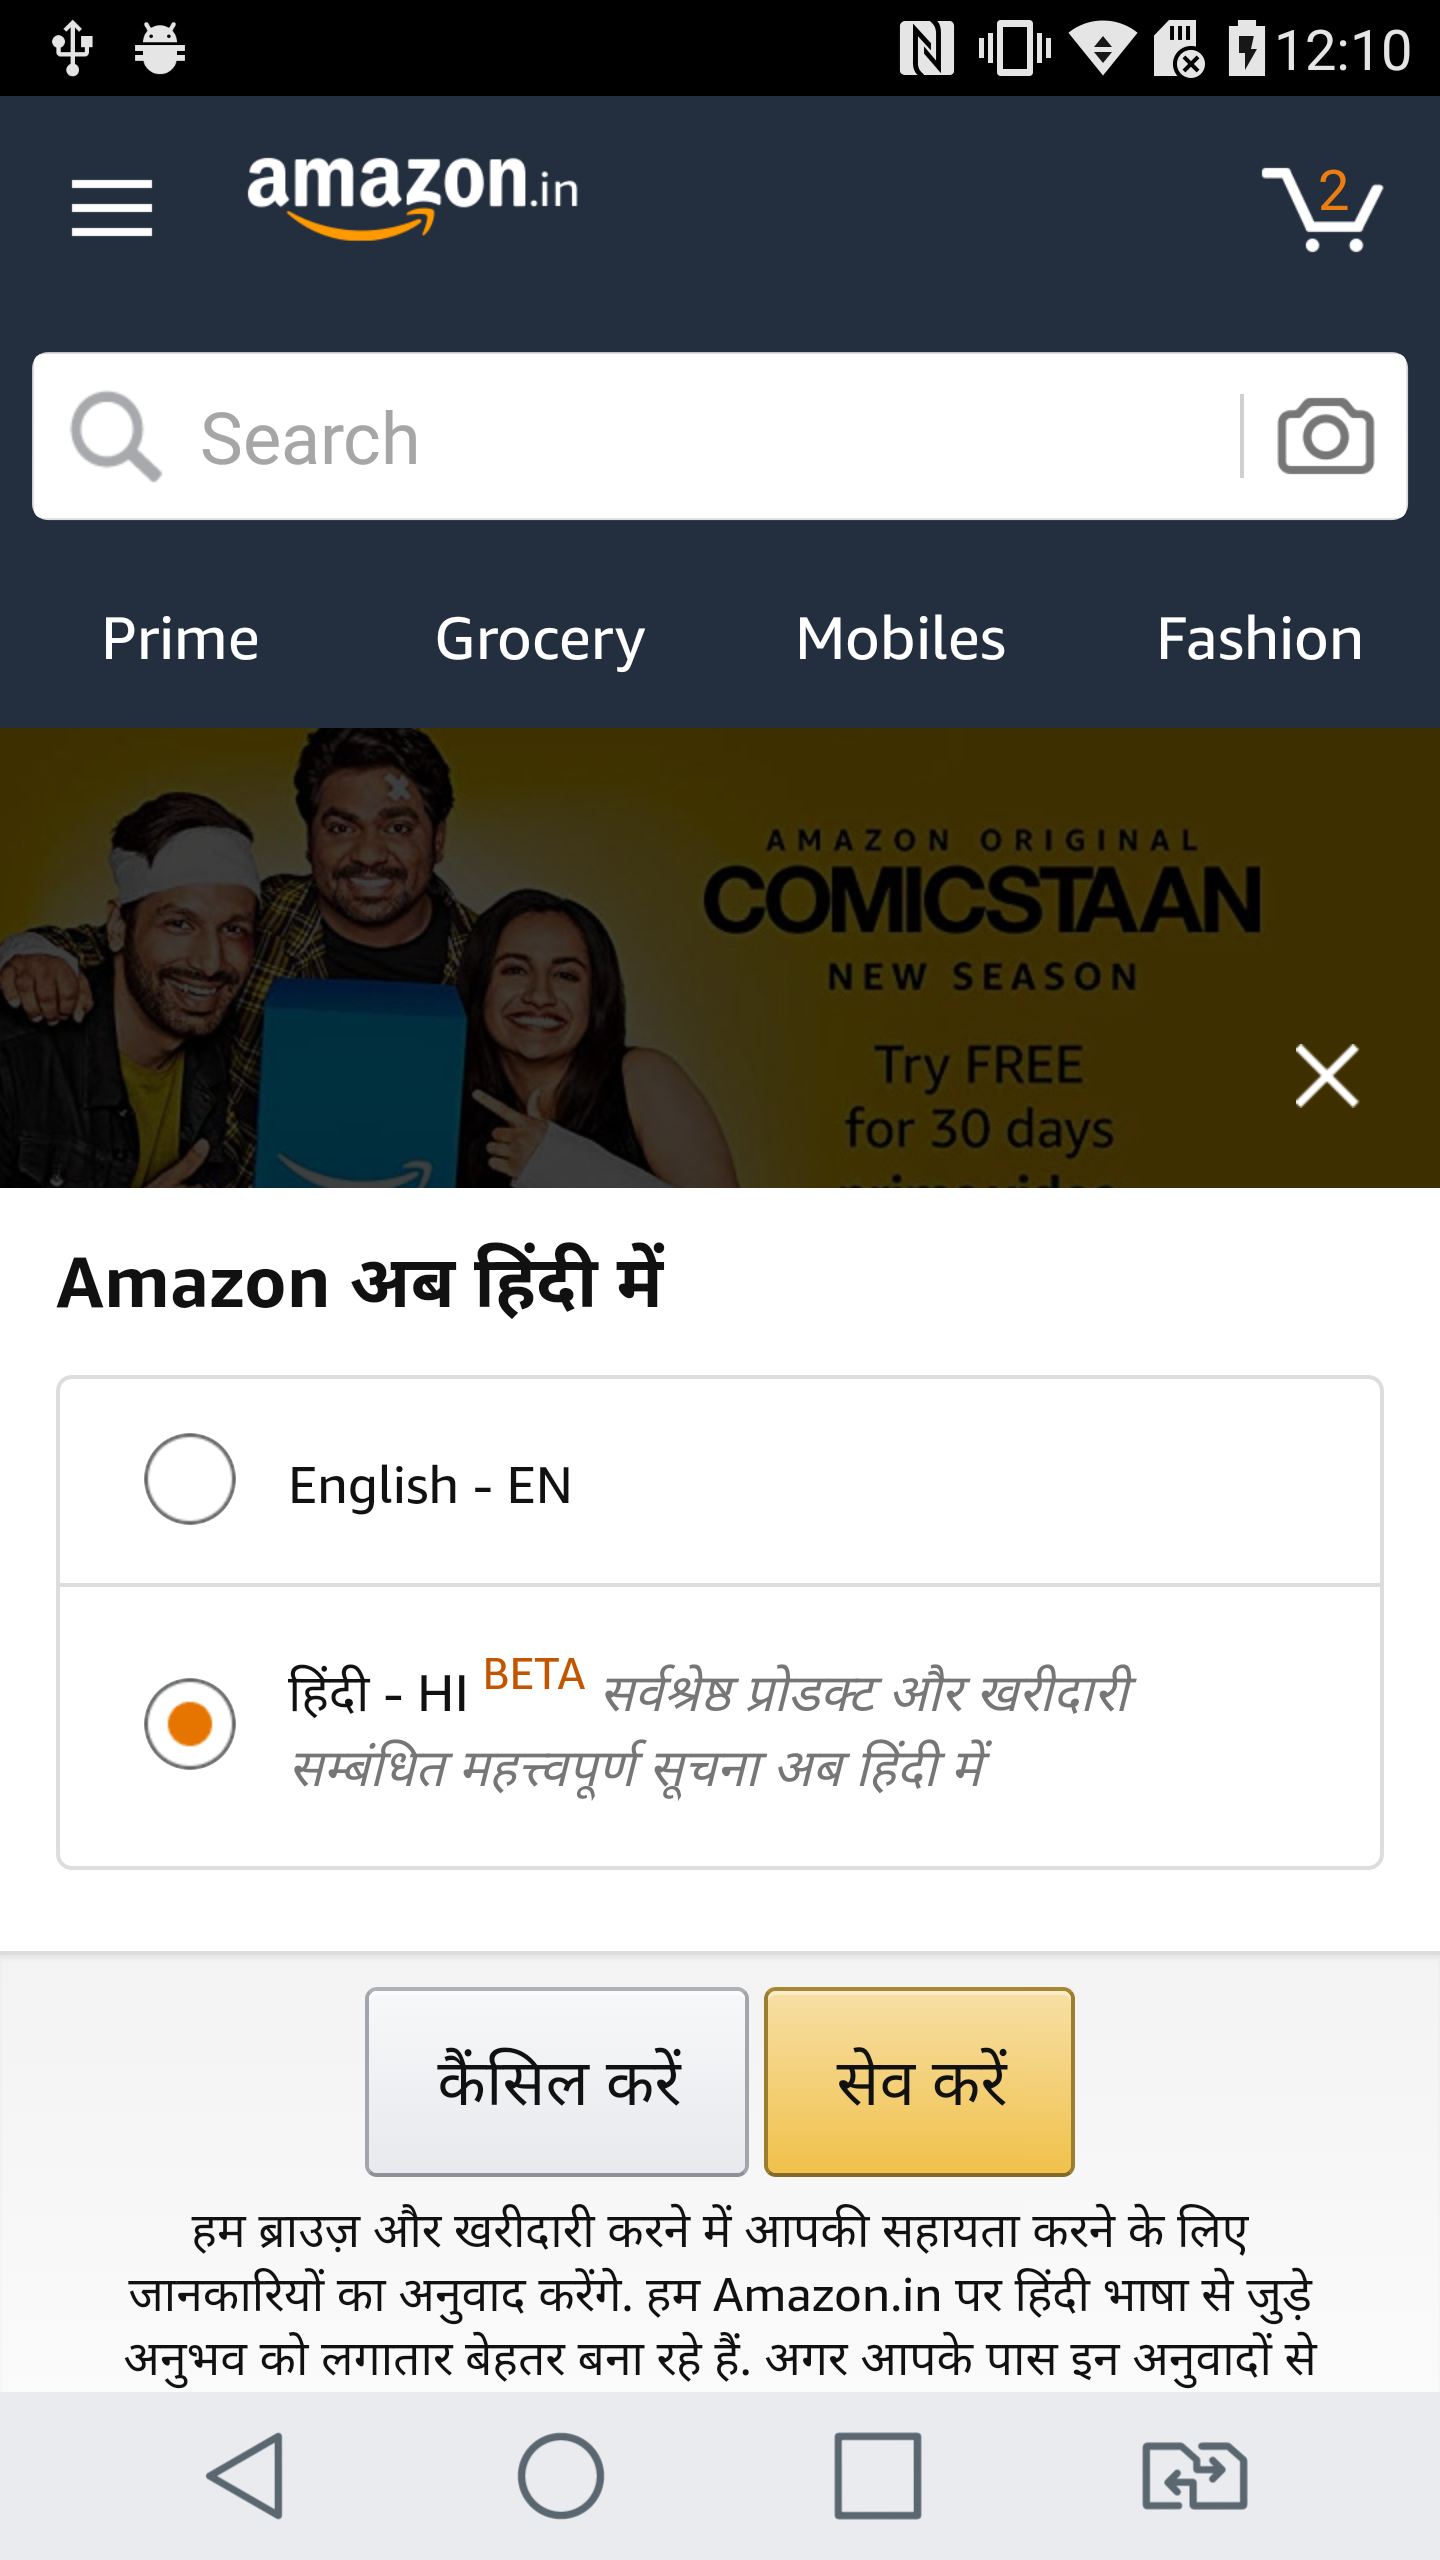 12:10
amazon.in
2
Search
Prime Grocery Mobiles Fashion
AMAZON ORIGINAL
COMICSTAAN
NEW SEASON
Try FREE
for 30 days
Amazon अब हिंदी में
English - EN
हिंदी - HI BETA सर्वश्रेष्ठ प्रोडक्ट और खरीदारी
सम्बंधित महत्त्वपूर्ण सूचना अब हिंदी में
कैंसिल करें सेव करें
हम ब्राउज़ और खरीदारी करने में आपकी सहायता करने के लिए
जानकारियों का अनुवाद करेंगे. हम Amazon.in पर हिंदी भाषा से जुड़े
अनुभव को लगातार बेहतर बना रहे हैं. अगर आपके पास इन अनुवादों से